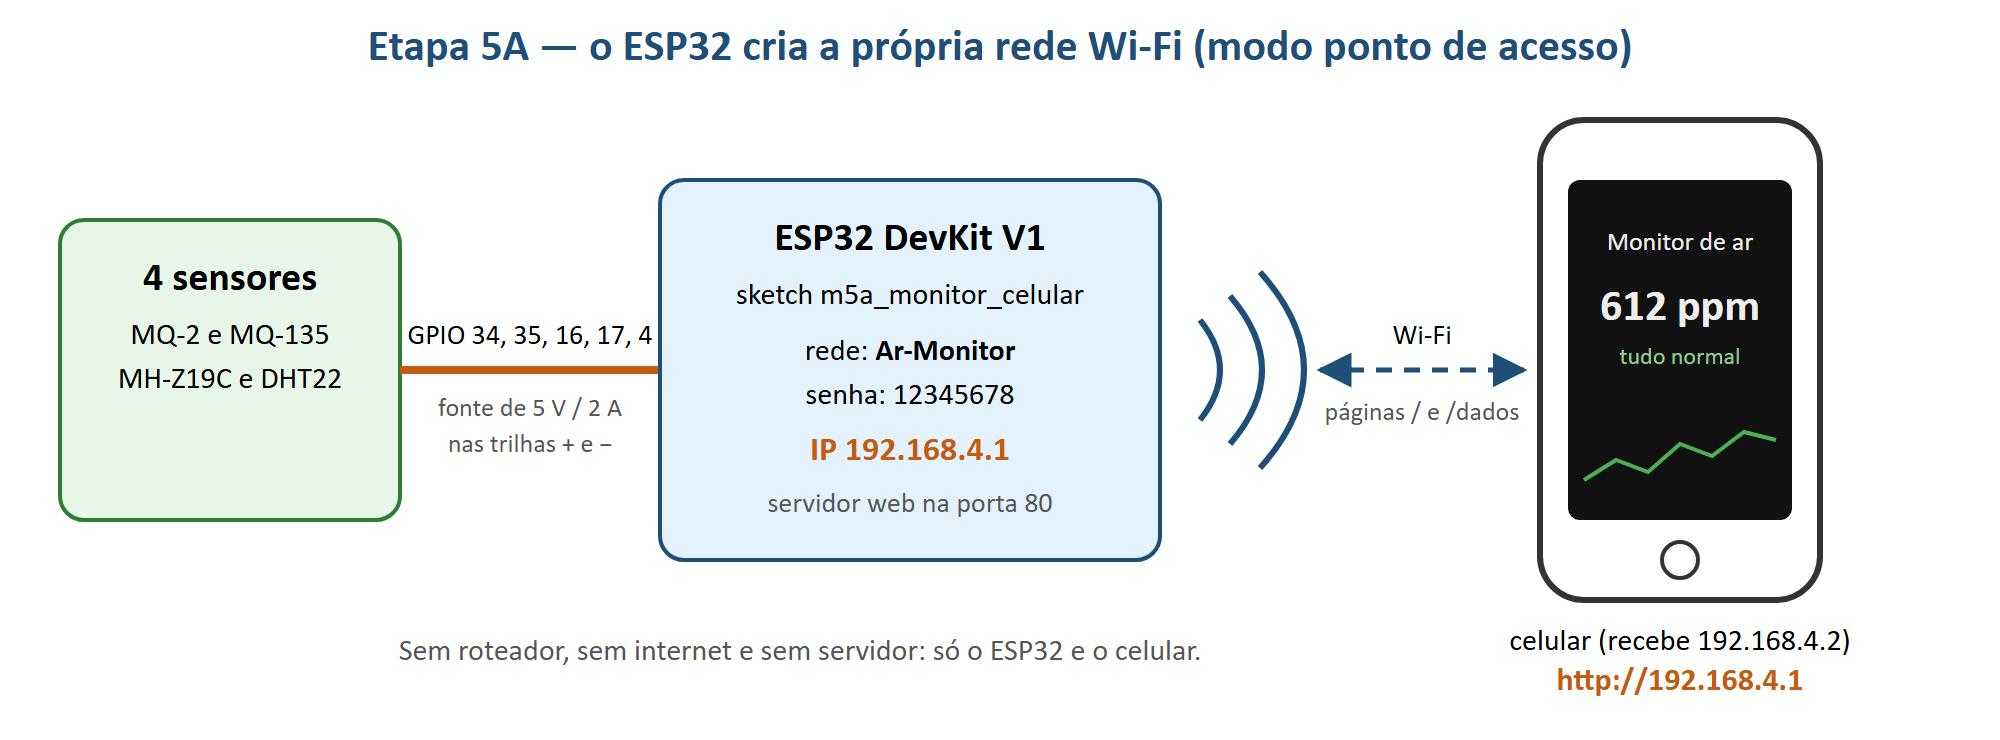 Etapa 5A — o ESP32 cria a própria rede Wi-Fi (modo ponto de acesso)
4 sensores
MQ-2 e MQ-135
MH-Z19C e DHT22
GPIO 34, 35, 16, 17, 4
fonte de 5 V / 2 A
nas trilhas + e −
ESP32 DevKit V1
sketch m5a_monitor_celular
rede: Ar-Monitor
senha: 12345678
IP 192.168.4.1
servidor web na porta 80
Wi-Fi
páginas / e /dados
Monitor de ar
612 ppm
tudo normal
celular (recebe 192.168.4.2)
http://192.168.4.1
Sem roteador, sem internet e sem servidor: só o ESP32 e o celular.